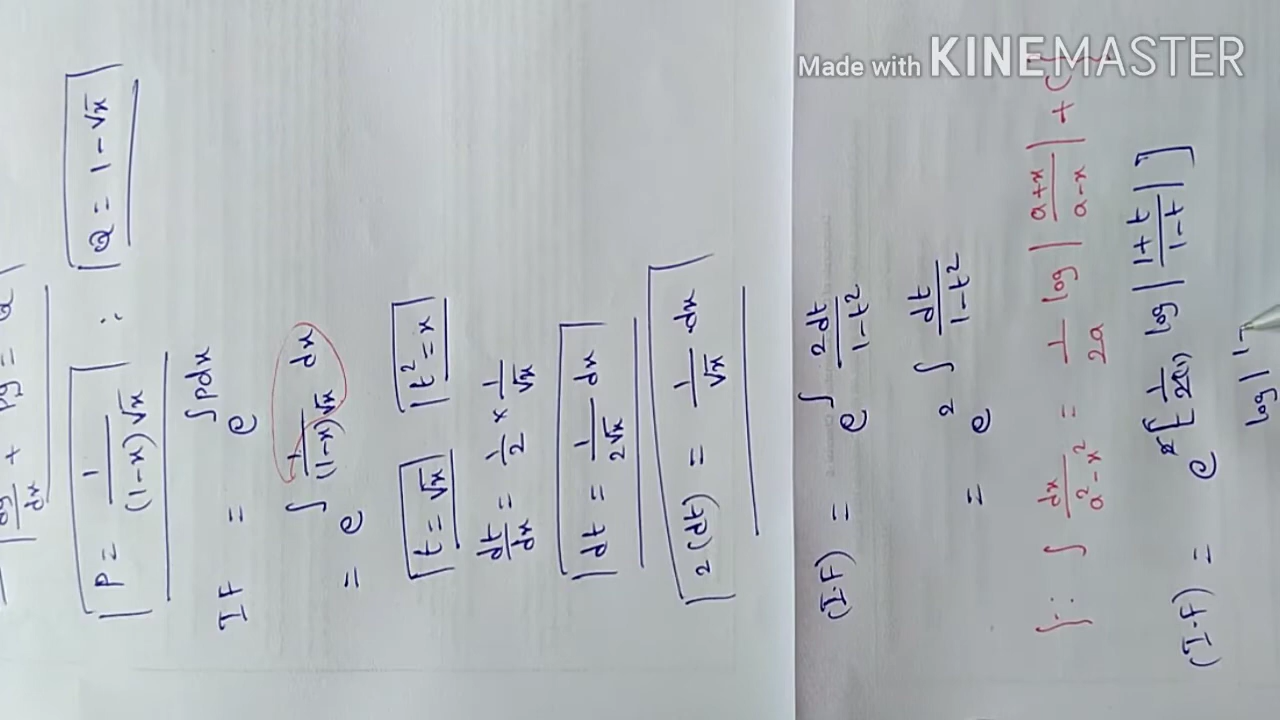 Made with KINEMASTER
dy/dx + Py = Q
P = 1/((1-x)√x) : Q = 1-√x
IF = e^∫Pdx
= e^∫ 1/((1-x)√x) dx
t = √x t² = x
dt/dx = 1/2 × 1/√x
dt = 1/(2√x) dx
2(dt) = 1/√x dx
(I.F) = e^∫ 2dt/(1-t²)
= e^2∫ dt/(1-t²)
{∵ ∫ dx/(a²-x²) = 1/2a log |(a+x)/(a-x)| + C}
(I.F) = e^2[1/2(1) log |(1+t)/(1-t)|]
log | 1